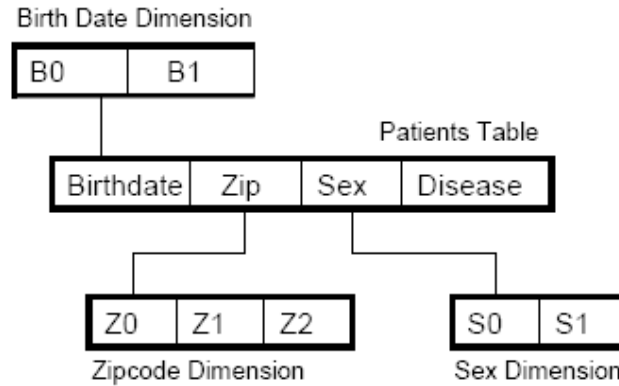 Birth Date Dimension
B0 B1
Patients Table
Birthdate Zip Sex Disease
Z0 Z1 Z2 S0 S1
Zipcode Dimension Sex Dimension